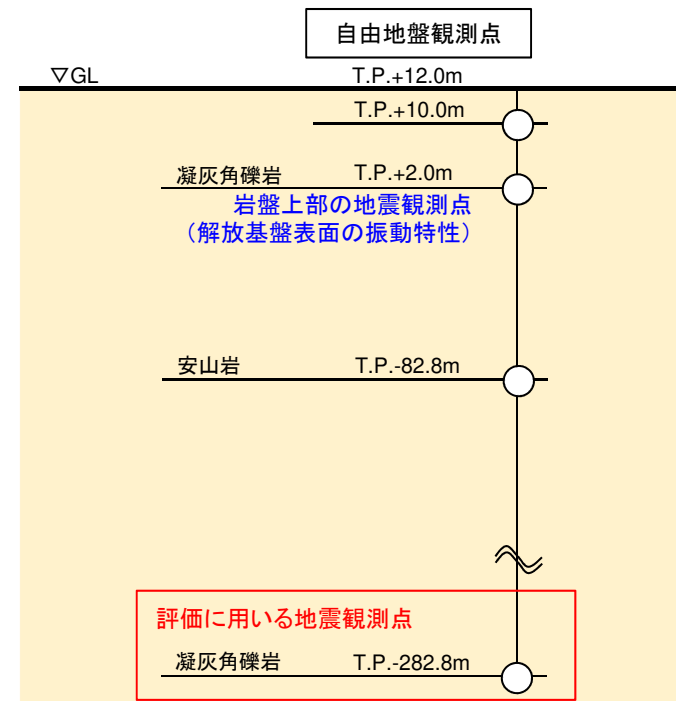 自由地盤観測点
▽GL T.P.+12.0m
T.P.+10.0m
凝灰角礫岩 T.P.+2.0m
岩盤上部の地震観測点
（解放基盤表面の振動特性）
安山岩 T.P.-82.8m
評価に用いる地震観測点
凝灰角礫岩 T.P.-282.8m